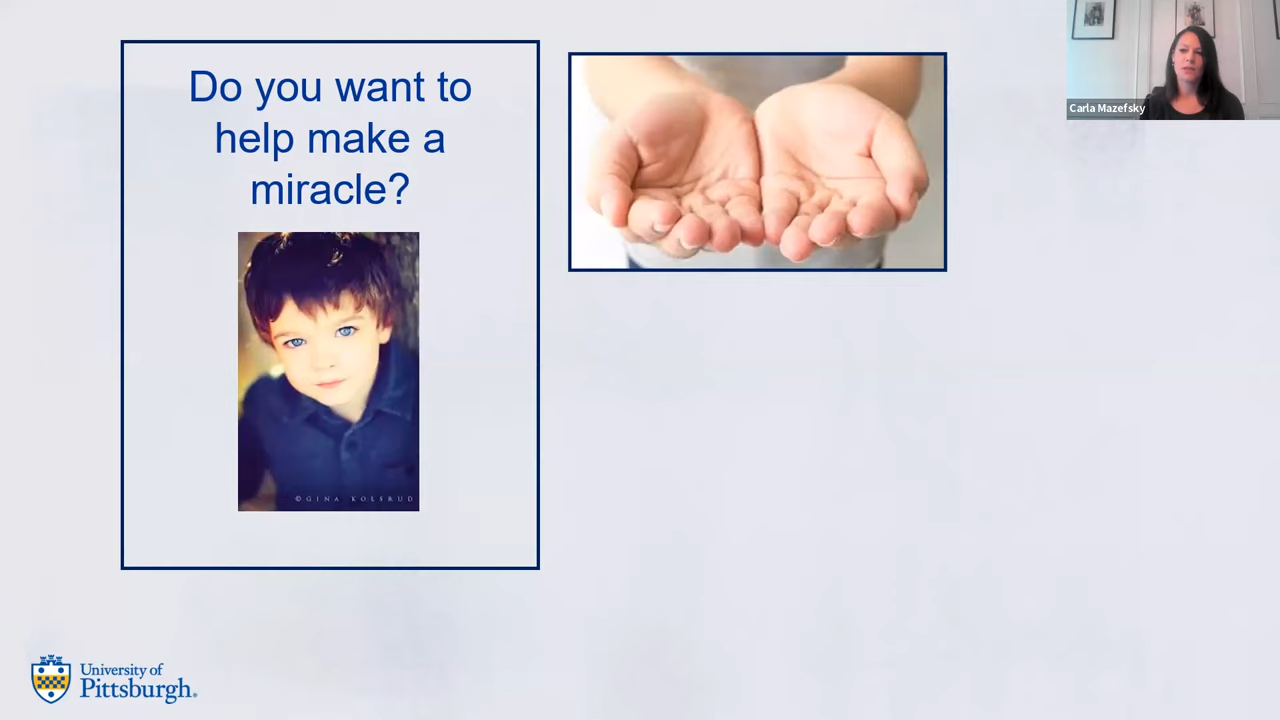 Do you want to
help make a
miracle?
©GINA KOLSRUD
Carla Mazefsky
University of
Pittsburgh®